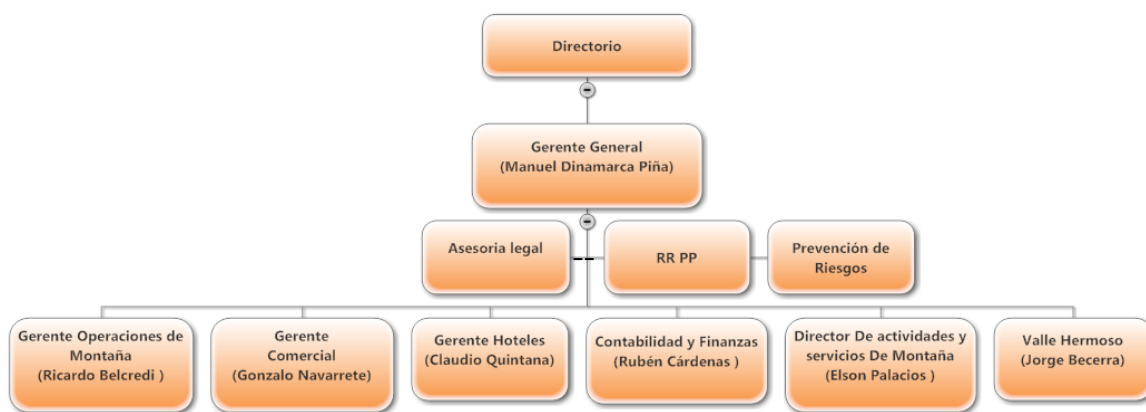 Directorio
Gerente General
(Manuel Dinamarca Piña)
Asesoria legal
RR PP
Prevención de
Riesgos
Gerente Operaciones de
Montaña
(Ricardo Belcredi )
Gerente
Comercial
(Gonzalo Navarrete)
Gerente Hoteles
(Claudio Quintana)
Contabilidad y Finanzas
(Rubén Cárdenas )
Director De actividades y
servicios De Montaña
(Elson Palacios )
Valle Hermoso
(Jorge Becerra)